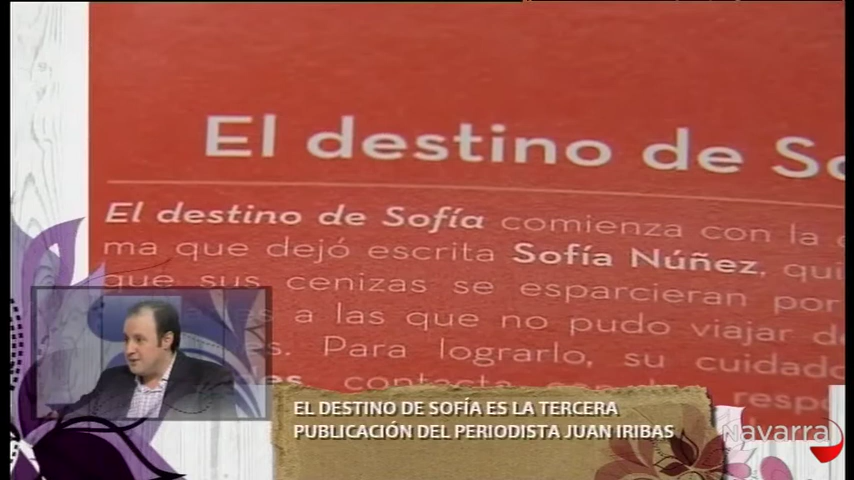 El destino de So
El destino de Sofía comienza con la
ma que dejó escrita Sofía Núñez, qui
que sus cenizas se esparcieran por
a las que no pudo viajar de
s. Para lograrlo, su cuidado
contacta con
respo
EL DESTINO DE SOFÍA ES LA TERCERA
PUBLICACIÓN DEL PERIODISTA JUAN IRIBAS
Navarra